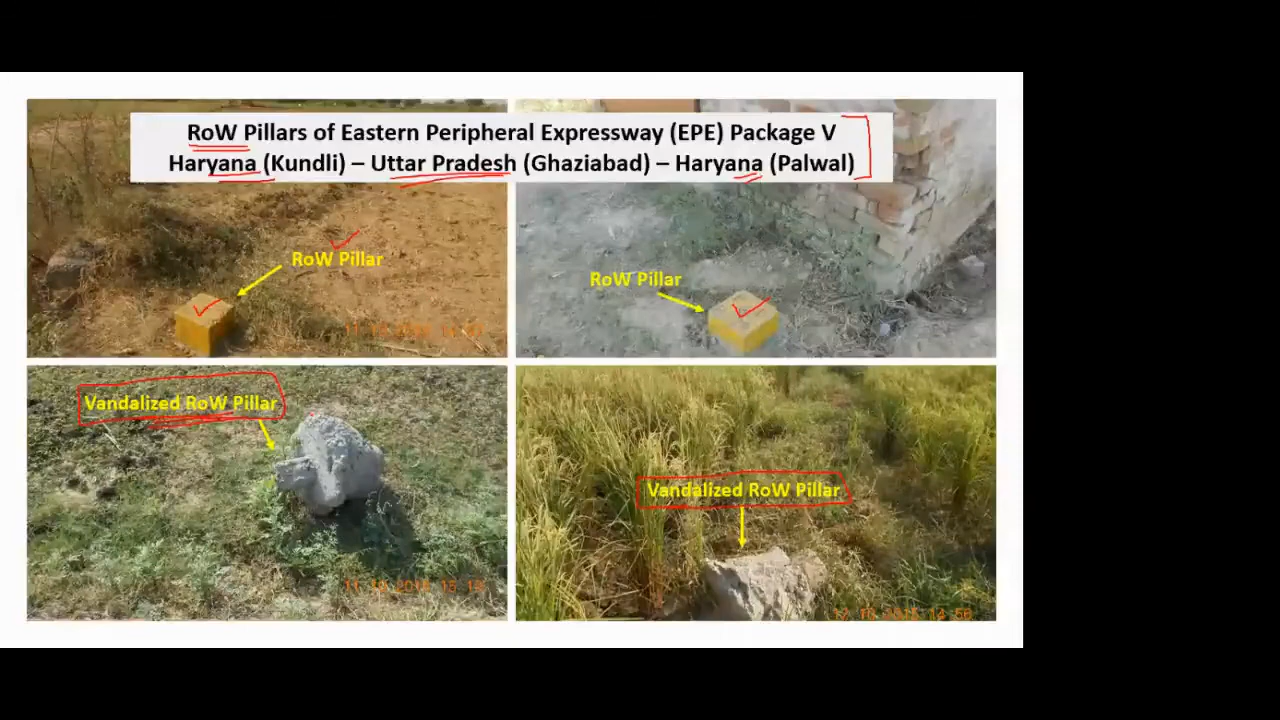 RoW Pillars of Eastern Peripheral Expressway (EPE) Package V
Haryana (Kundli) – Uttar Pradesh (Ghaziabad) – Haryana (Palwal)
RoW Pillar
RoW Pillar
Vandalized RoW Pillar
Vandalized RoW Pillar